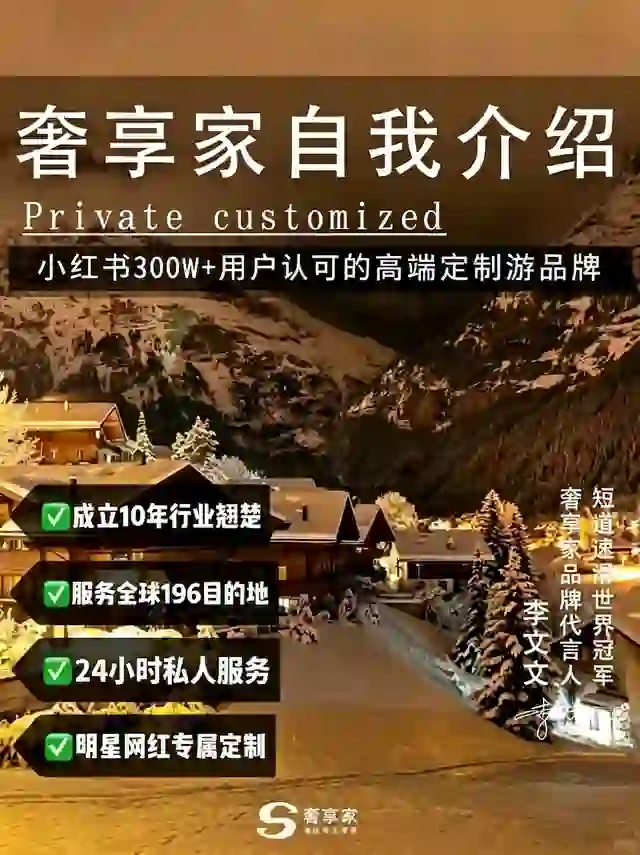 奢享家自我介绍
Private customized
小红书300W+用户认可的高端定制游品牌
✅成立10年行业翘楚
✅服务全球196目的地
✅24小时私人服务
✅明星网红专属定制
短道速滑世界冠军
奢享家品牌代言人
李文文
奢享家